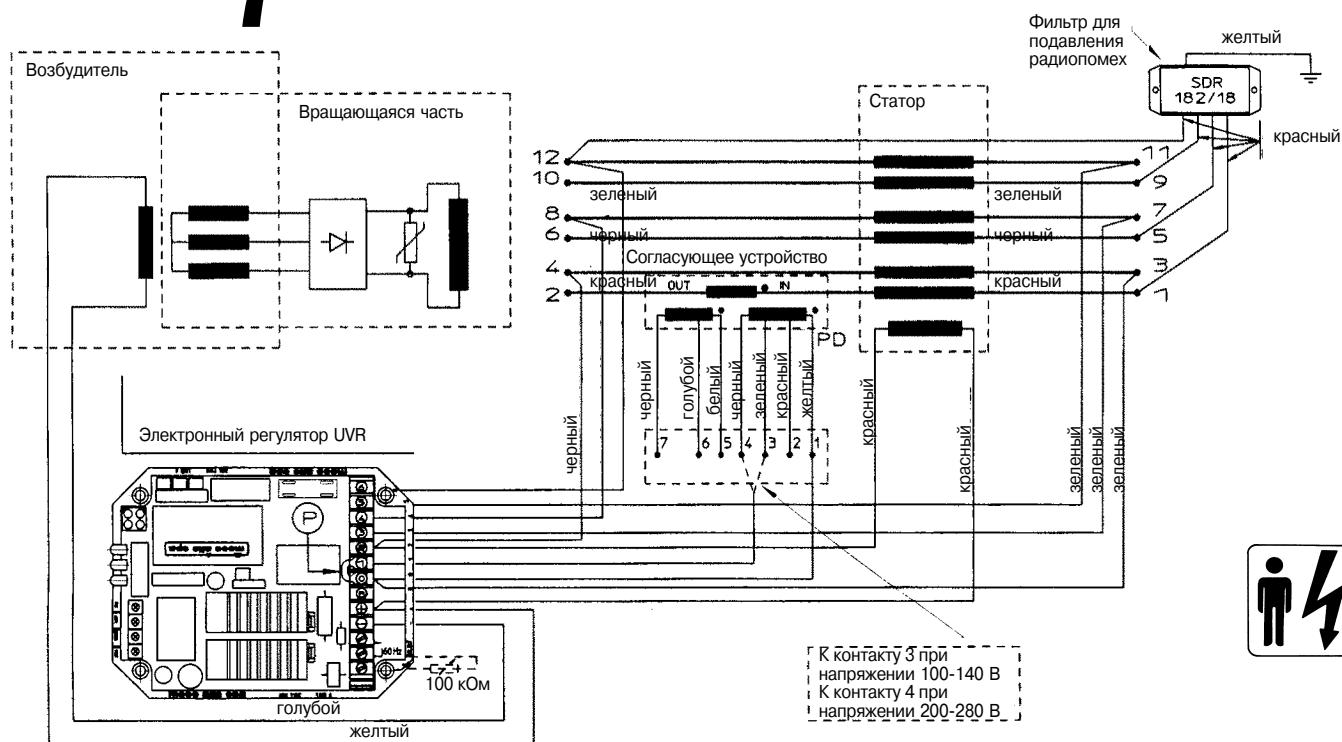 Фильтр для
подавления
радиопомех
желтый
SDR
182/18
красный
Возбудитель
Вращающаяся часть
Статор
12
11
10
зеленый
зеленый
9
8
7
6
черный
черный
5
Согласующее устройство
4
3
красный
OUT
IN
красный
2
1
PD
черный
голубой
белый
черный
зеленый
красный
желтый
7
6
5
4
3
2
1
красный
красный
черный
зеленый
зеленый
зеленый
Электронный регулятор UVR
P
60 Hz
100 кОм
голубой
желтый
К контакту 3 при
напряжении 100-140 В
К контакту 4 при
напряжении 200-280 В